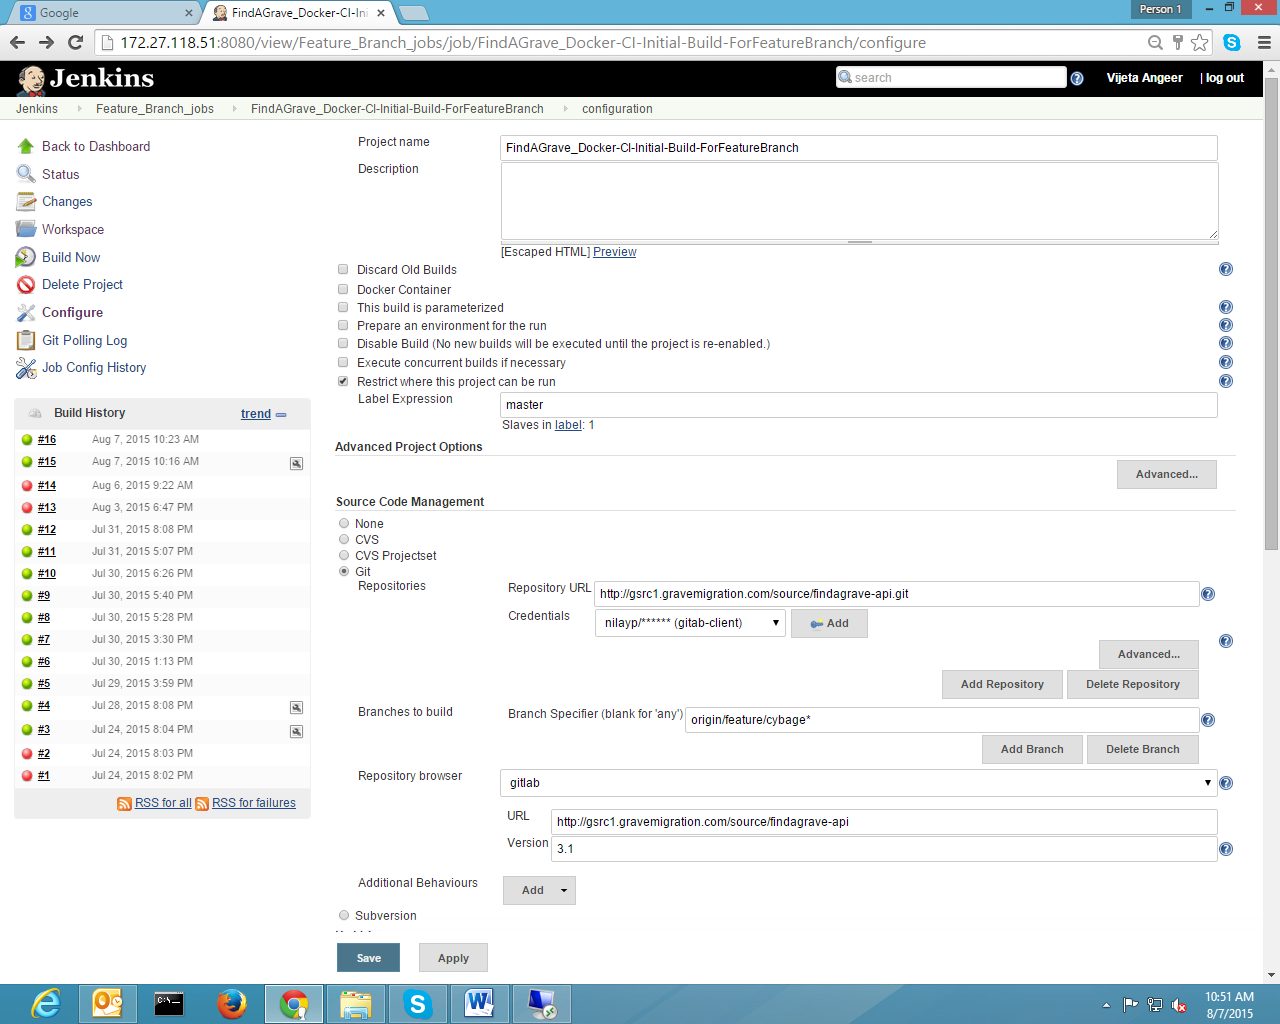 Google
FindAGrave_Docker-CI-Ini
Person 1
172.27.118.51:8080/view/Feature_Branch_jobs/job/FindAGrave_Docker-CI-Initial-Build-ForFeatureBranch/configure
Jenkins
search
Vijeta Angeer
| log out
Jenkins
Feature_Branch_jobs
FindAGrave_Docker-CI-Initial-Build-ForFeatureBranch
configuration
Back to Dashboard
Status
Changes
Workspace
Build Now
Delete Project
Configure
Git Polling Log
Job Config History
Build History
trend
#16 Aug 7, 2015 10:23 AM
#15 Aug 7, 2015 10:16 AM
#14 Aug 6, 2015 9:22 AM
#13 Aug 3, 2015 6:47 PM
#12 Jul 31, 2015 8:08 PM
#11 Jul 31, 2015 5:07 PM
#10 Jul 30, 2015 6:26 PM
#9 Jul 30, 2015 5:40 PM
#8 Jul 30, 2015 5:28 PM
#7 Jul 30, 2015 3:30 PM
#6 Jul 30, 2015 1:13 PM
#5 Jul 29, 2015 3:59 PM
#4 Jul 28, 2015 8:08 PM
#3 Jul 24, 2015 8:04 PM
#2 Jul 24, 2015 8:03 PM
#1 Jul 24, 2015 8:02 PM
RSS for all RSS for failures
Project name
FindAGrave_Docker-CI-Initial-Build-ForFeatureBranch
Description
[Escaped HTML] Preview
Discard Old Builds
Docker Container
This build is parameterized
Prepare an environment for the run
Disable Build (No new builds will be executed until the project is re-enabled.)
Execute concurrent builds if necessary
Restrict where this project can be run
Label Expression
master
Slaves in label: 1
Advanced Project Options
Advanced...
Source Code Management
None
CVS
CVS Projectset
Git
Repositories
Repository URL
http://gsrc1.gravemigration.com/source/findagrave-api.git
Credentials
nilayp/****** (gitab-client)
Add
Advanced...
Add Repository
Delete Repository
Branches to build
Branch Specifier (blank for 'any')
origin/feature/cybage*
Add Branch
Delete Branch
Repository browser
gitlab
URL
http://gsrc1.gravemigration.com/source/findagrave-api
Version
3.1
Additional Behaviours
Add
Subversion
Save
Apply
10:51 AM
8/7/2015